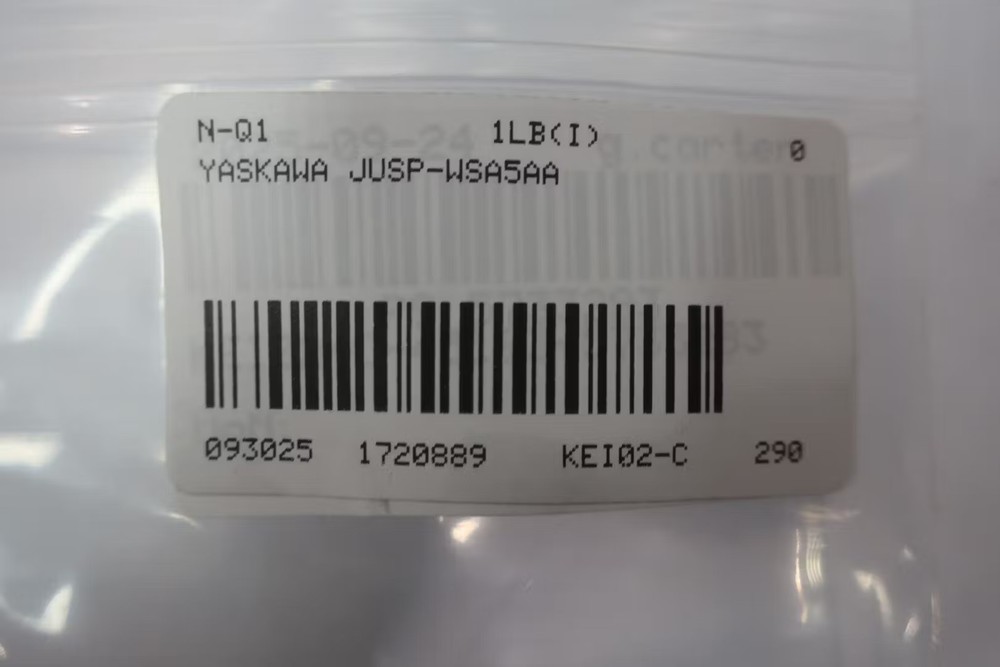 N-Q1 1LB(I) 0
YASKAWA JUSP-WSA5AA
093025 1720889 KEI02-C 290